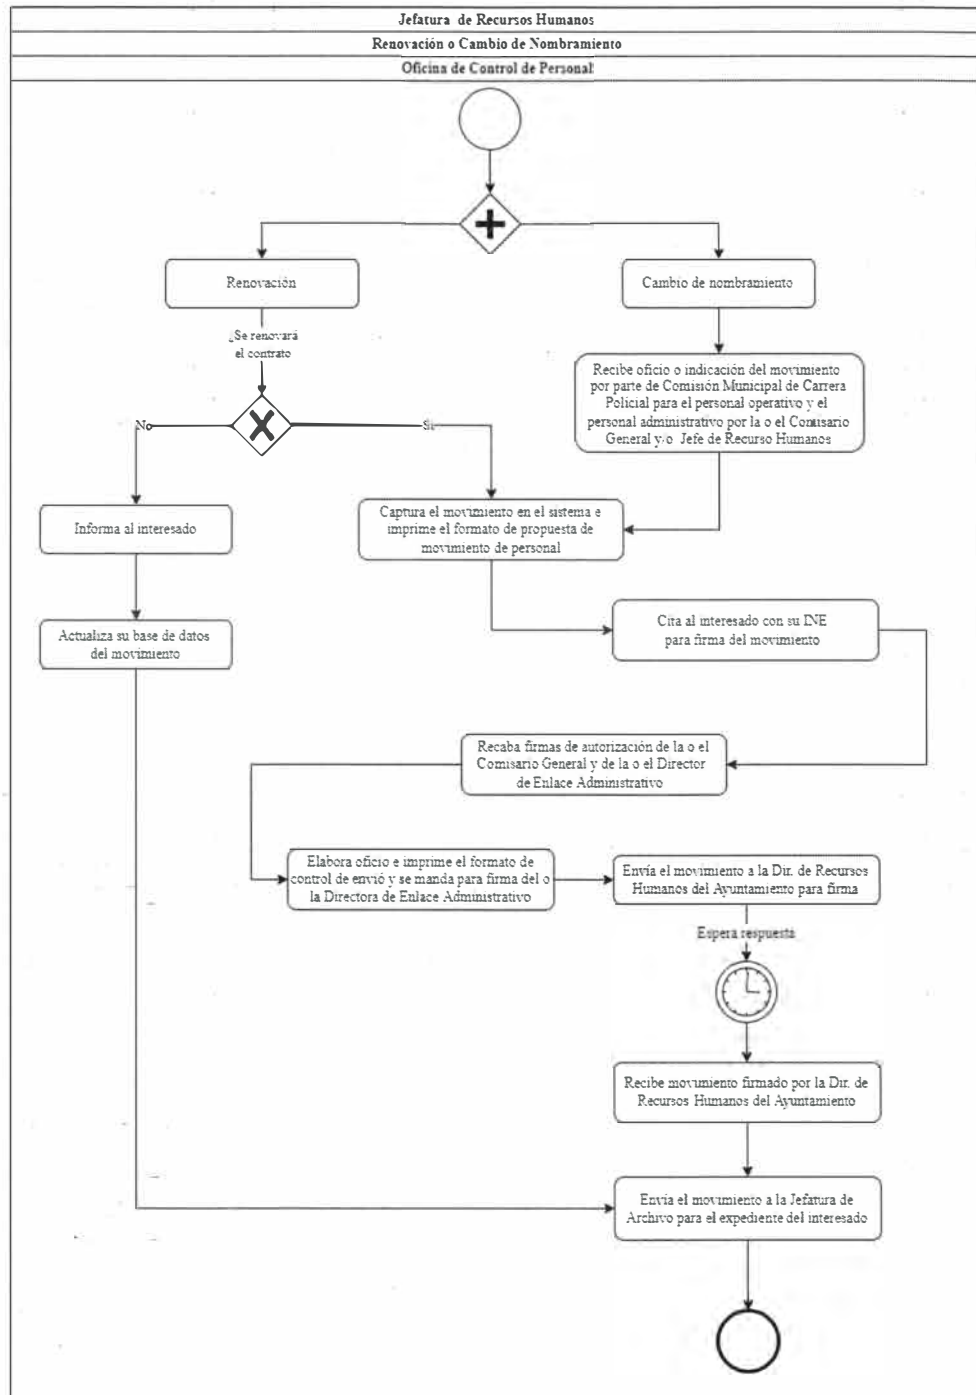 Jefatura de Recursos Humanos
Renovación o Cambio de Nombramiento
Oficina de Control de Personal
Renovación
Cambio de nombramiento
¿Se renovará
el contrato
Recibe oficio o indicación del movimiento
por parte de Comisión Municipal de Carrera
Policial para el personal operativo y el
personal administrativo por la o el Comisario
General y/o Jefe de Recurso Humanos
No
Si
Captura el movimiento en el sistema e
imprime el formato de propuesta de
movimiento de personal
Informa al interesado
Cita al interesado con su INE
para firma del movimiento
Actualiza su base de datos
del movimiento
Recaba firmas de autorización de la o el
Comisario General y de la o el Director
de Enlace Administrativo
Elabora oficio e imprime el formato de
control de envió y se manda para firma del o
la Directora de Enlace Administrativo
Envía el movimiento a la Dir. de Recursos
Humanos del Ayuntamiento para firma
Espera respuesta
Recibe movimiento firmado por la Dir. de
Recursos Humanos del Ayuntamiento
Envía el movimiento a la Jefatura de
Archivo para el expediente del interesado